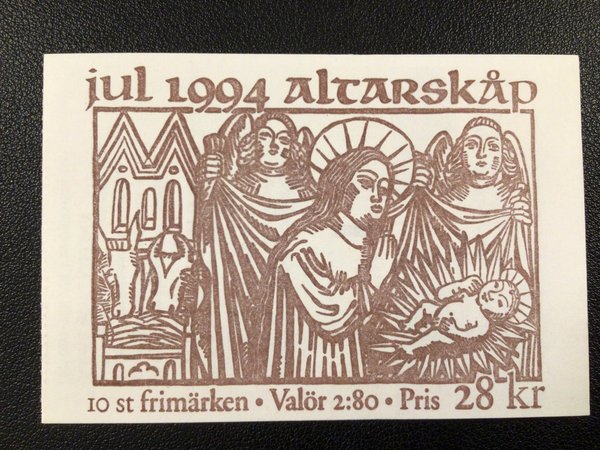 jul 1994 altarskåp
10 st frimärken • Valör 2:80 • Pris 28 kr